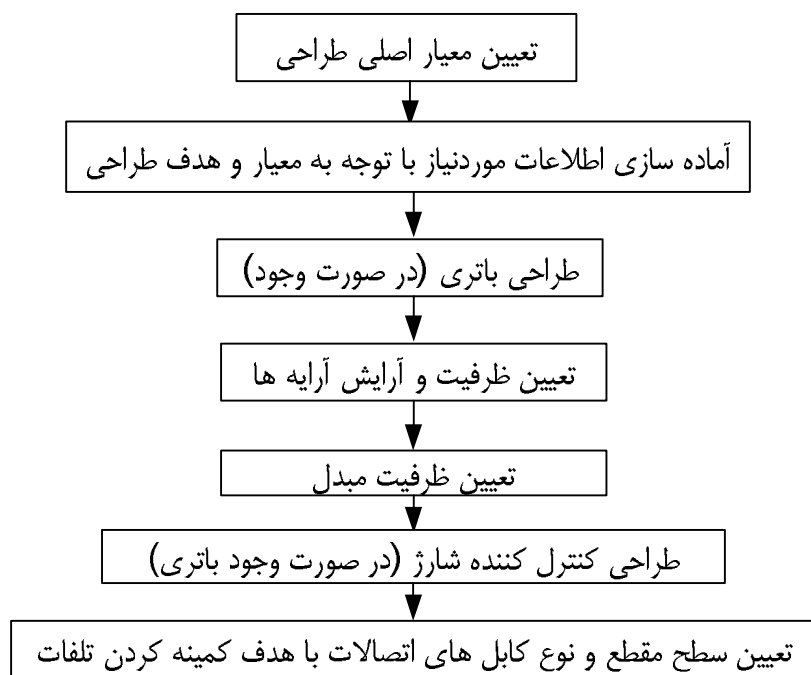 تعیین معیار اصلی طراحی
آماده سازی اطلاعات موردنیاز با توجه به معیار و هدف طراحی
طراحی باتری (در صورت وجود)
تعیین ظرفیت و آرایش آرایه ها
تعیین ظرفیت مبدل
طراحی کنترل کننده شارژ (در صورت وجود باتری)
تعیین سطح مقطع و نوع کابل های اتصالات با هدف کمینه کردن تلفات